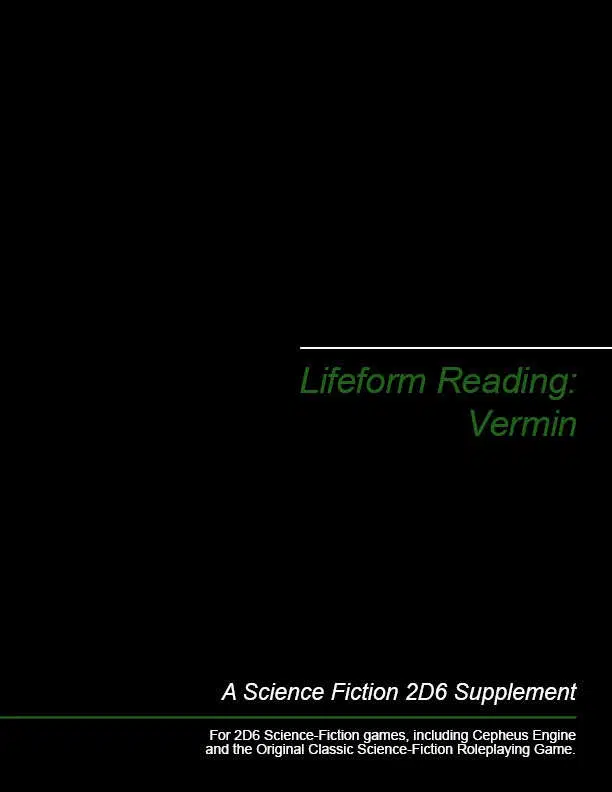 Lifeform Reading:
Vermin
A Science Fiction 2D6 Supplement
For 2D6 Science-Fiction games, including Cepheus Engine
and the Original Classic Science-Fiction Roleplaying Game.